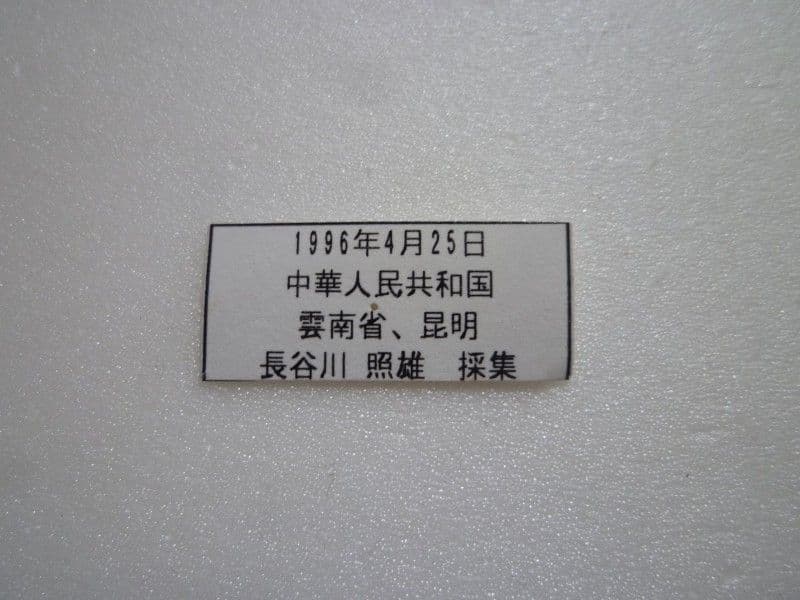 1996年4月25日
中華人民共和国
雲南省、昆明
長谷川 照雄　採集